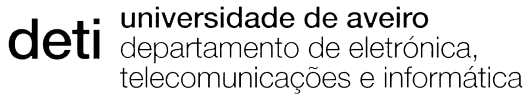 deti
universidade de aveiro
departamento de eletrónica,
telecomunicações e informática